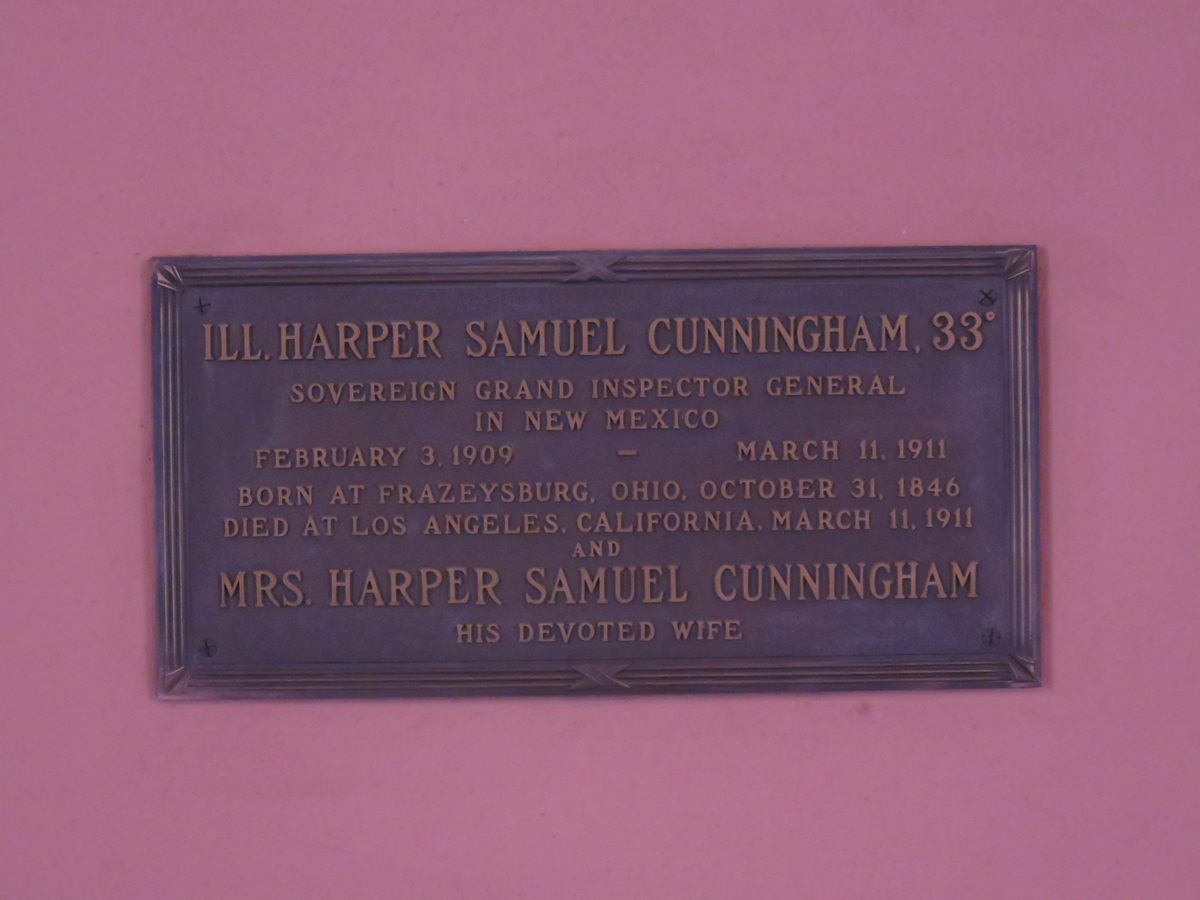 ILL. HARPER SAMUEL CUNNINGHAM, 33°
SOVEREIGN GRAND INSPECTOR GENERAL
IN NEW MEXICO
FEBRUARY 3, 1909 – MARCH 11, 1911
BORN AT FRAZEYSBURG, OHIO, OCTOBER 31, 1846
DIED AT LOS ANGELES, CALIFORNIA, MARCH 11, 1911
AND
MRS. HARPER SAMUEL CUNNINGHAM
HIS DEVOTED WIFE